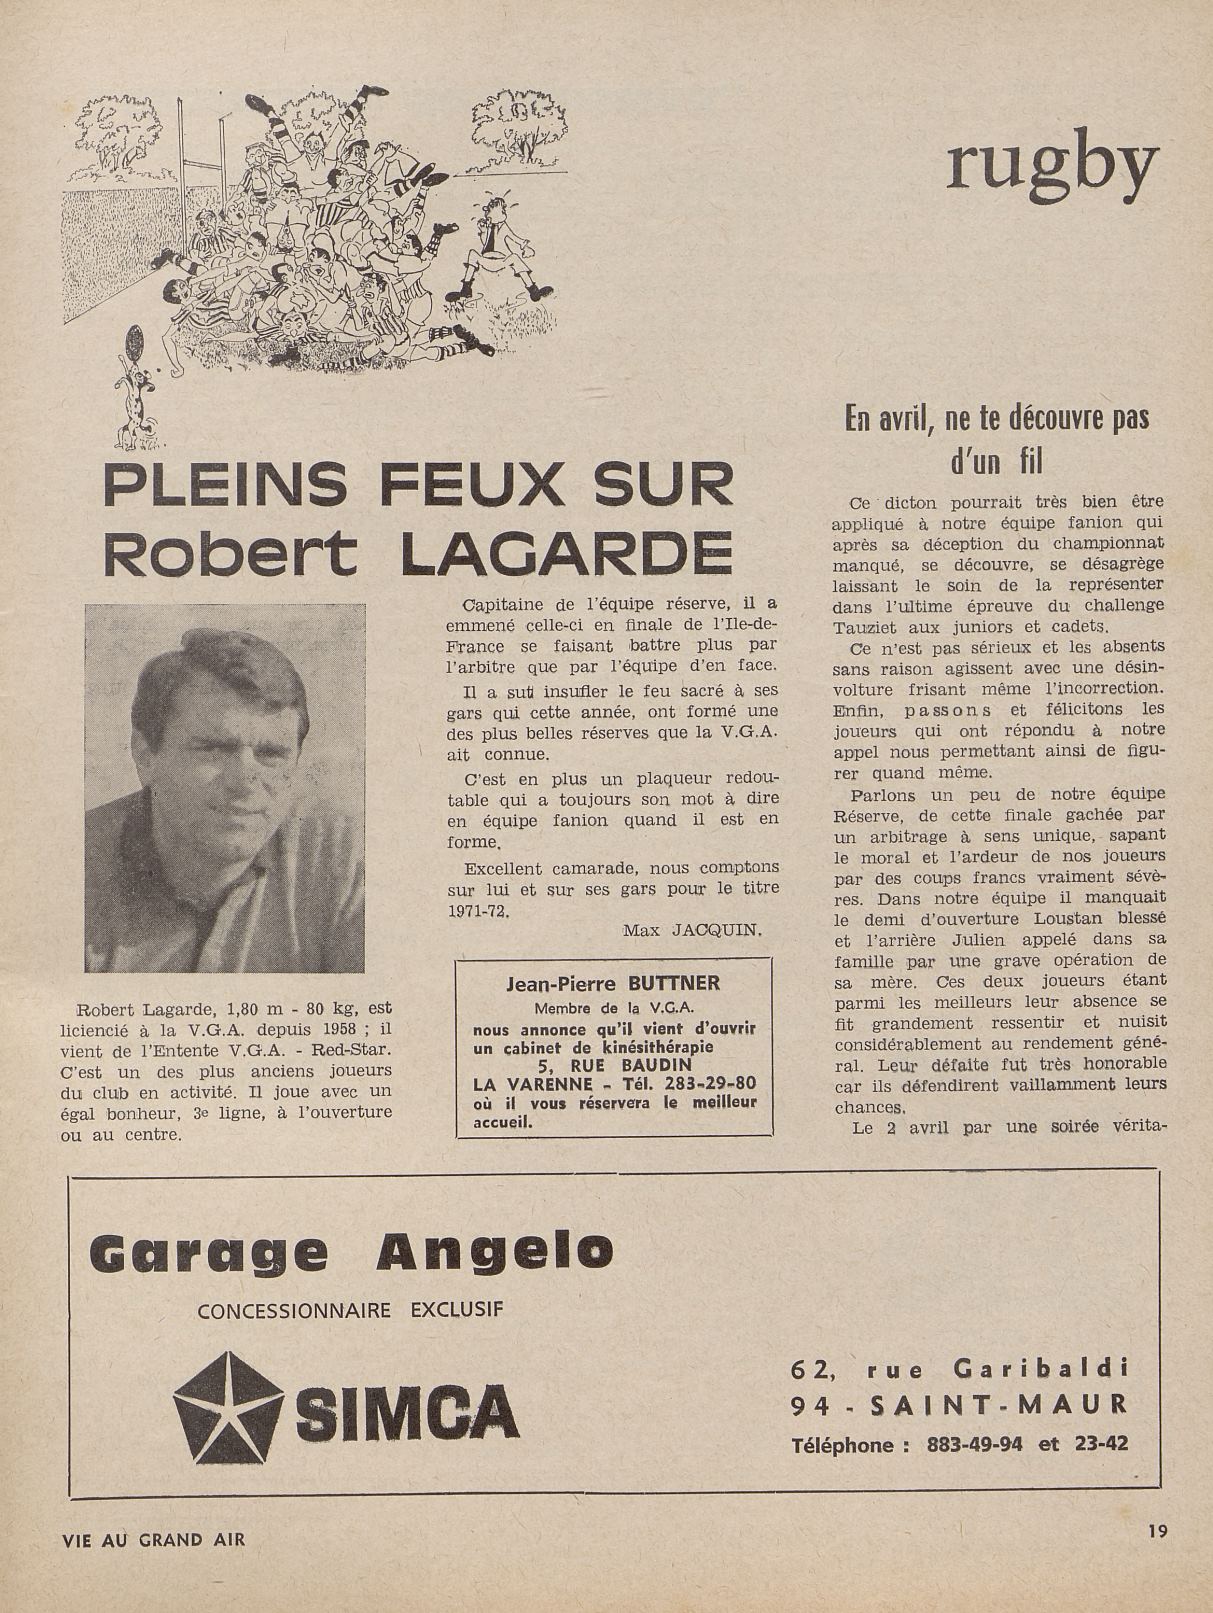 rugby
PLEINS FEUX SUR
Robert LAGARDE
Robert Lagarde, 1,80 m - 80 kg, est
liciencié à la V.G.A. depuis 1958 ; il
vient de l'Entente V.G.A. - Red-Star.
C'est un des plus anciens joueurs
du club en activité. Il joue avec un
égal bonheur, 3e ligne, à l'ouverture
ou au centre.
Capitaine de l'équipe réserve, il a
emmené celle-ci en finale de l'Ile-de-
France se faisant battre plus par
l'arbitre que par l'équipe d'en face.
Il a sutl insufler le feu sacré à ses
gars qui cette année, ont formé une
des plus belles réserves que la V.G.A.
ait connue.
C'est en plus un plaqueur redou-
table qui a toujours son mot à dire
en équipe fanion quand il est en
forme.
Excellent camarade, nous comptons
sur lui et sur ses gars pour le titre
1971-72.
Max JACQUIN.
Jean-Pierre BUTTNER
Membre de la V.G.A.
nous annonce qu'il vient d'ouvrir
un cabinet de kinésithérapie
5, RUE BAUDIN
LA VARENNE - Tél. 283-29-80
où il vous réservera le meilleur
accueil.
En avril, ne te découvre pas
d'un fil
Ce dicton pourrait très bien être
appliqué à notre équipe fanion qui
après sa déception du championnat
manqué, se découvre, se désagrège
laissant le soin de la représenter
dans l'ultime épreuve du challenge
Tauziet aux juniors et cadets.
Ce n'est pas sérieux et les absents
sans raison agissent avec une désin-
volture frisant même l'incorrection.
Enfin, passons et félicitons les
joueurs qui ont répondu à notre
appel nous permettant ainsi de figu-
rer quand même.
Parlons un peu de notre équipe
Réserve, de cette finale gachée par
un arbitrage à sens unique, sapant
le moral et l'ardeur de nos joueurs
par des coups francs vraiment sévè-
res. Dans notre équipe il manquait
le demi d'ouverture Loustan blessé
et l'arrière Julien appelé dans sa
famille par une grave opération de
sa mère. Ces deux joueurs étant
parmi les meilleurs leur absence se
fit grandement ressentir et nuisit
considérablement au rendement géné-
ral. Leur défaite fut très honorable
car ils défendirent vaillamment leurs
chances.
Le 2 avril par une soirée vérita-
Garage Angelo
CONCESSIONNAIRE EXCLUSIF
SIMCA
62, rue Garibaldi
94 - SAINT-MAUR
Téléphone : 883-49-94 et 23-42
VIE AU GRAND AIR
19